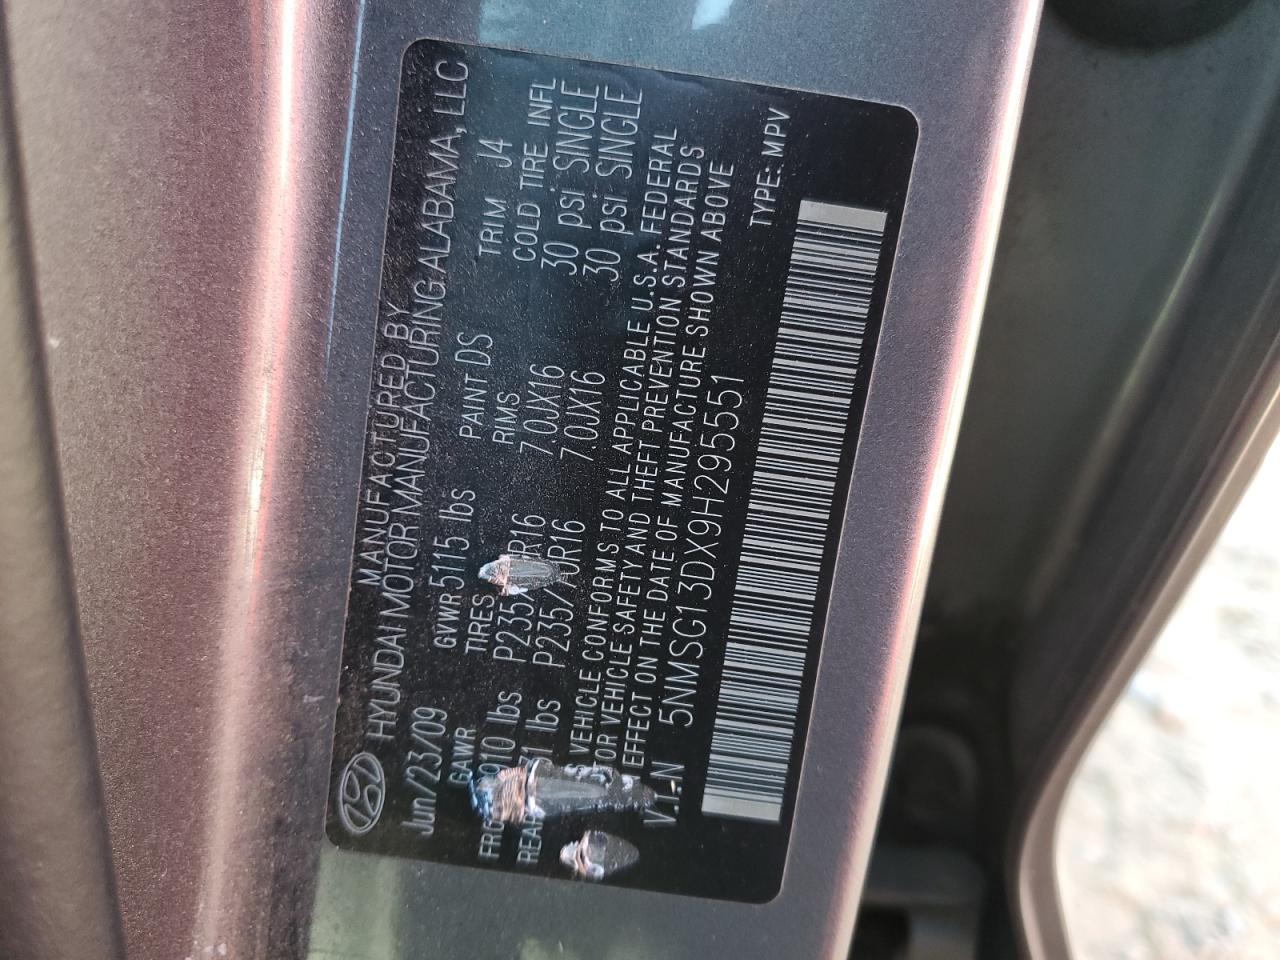 MANUFACTURED BY
HYUNDAI MOTOR MANUFACTURING ALABAMA, LLC
Jun/23/09 GVWR 5115 lbs PAINT DS TRIM J4
GAWR TIRES RIMS COLD TIRE INFL
910 lbs P235 R16 7.0JX16 30 psi SINGLE
31 lbs P235/70R16 7.0JX16 30 psi SINGLE
VEHICLE CONFORMS TO ALL APPLICABLE U.S.A. FEDERAL
VEHICLE SAFETY AND THEFT PREVENTION STANDARDS
EFFECT ON THE DATE OF MANUFACTURE SHOWN ABOVE
V.I.N 5NMSG13DX9H295551
TYPE: MPV